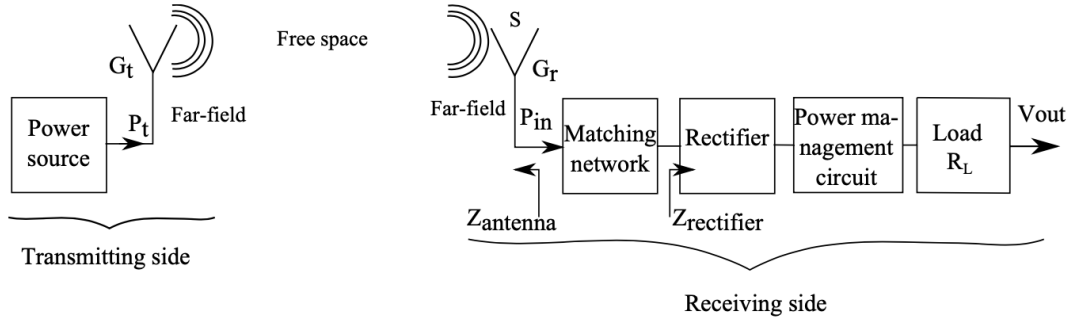 Free space
S
Gt
Gr
Far-field
Far-field
Power
source
Pt
Pin
Matching
network
Rectifier
Power ma-
nagement
circuit
Load
RL
Vout
Zantenna
Zrectifier
Transmitting side
Receiving side